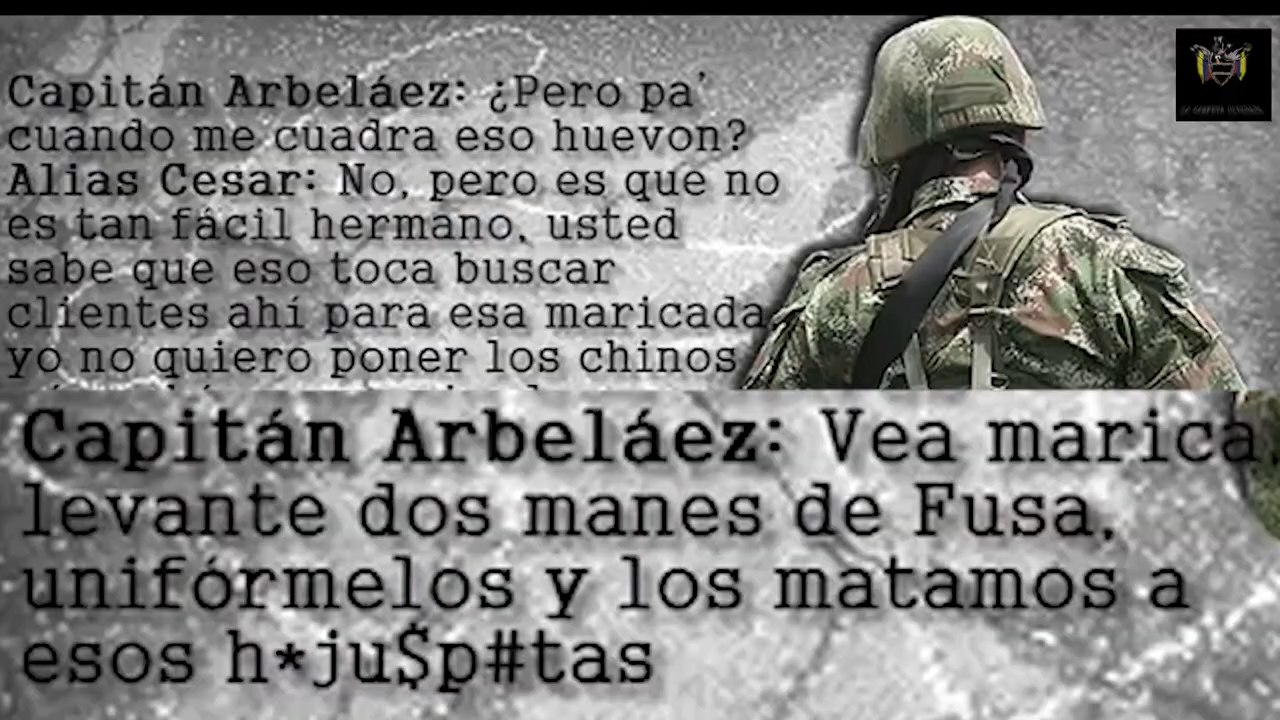 Capitán Arbeláez: ¿Pero pa'
cuando me cuadra eso huevon?
Alias Cesar: No, pero es que no
es tan fácil hermano, usted
sabe que eso toca buscar
clientes ahí para esa maricada
yo no quiero poner los chinos
Capitán Arbeláez: Vea marica
levante dos manes de Fusa,
unifórmelos y los matamos a
esos h*ju$p#tas